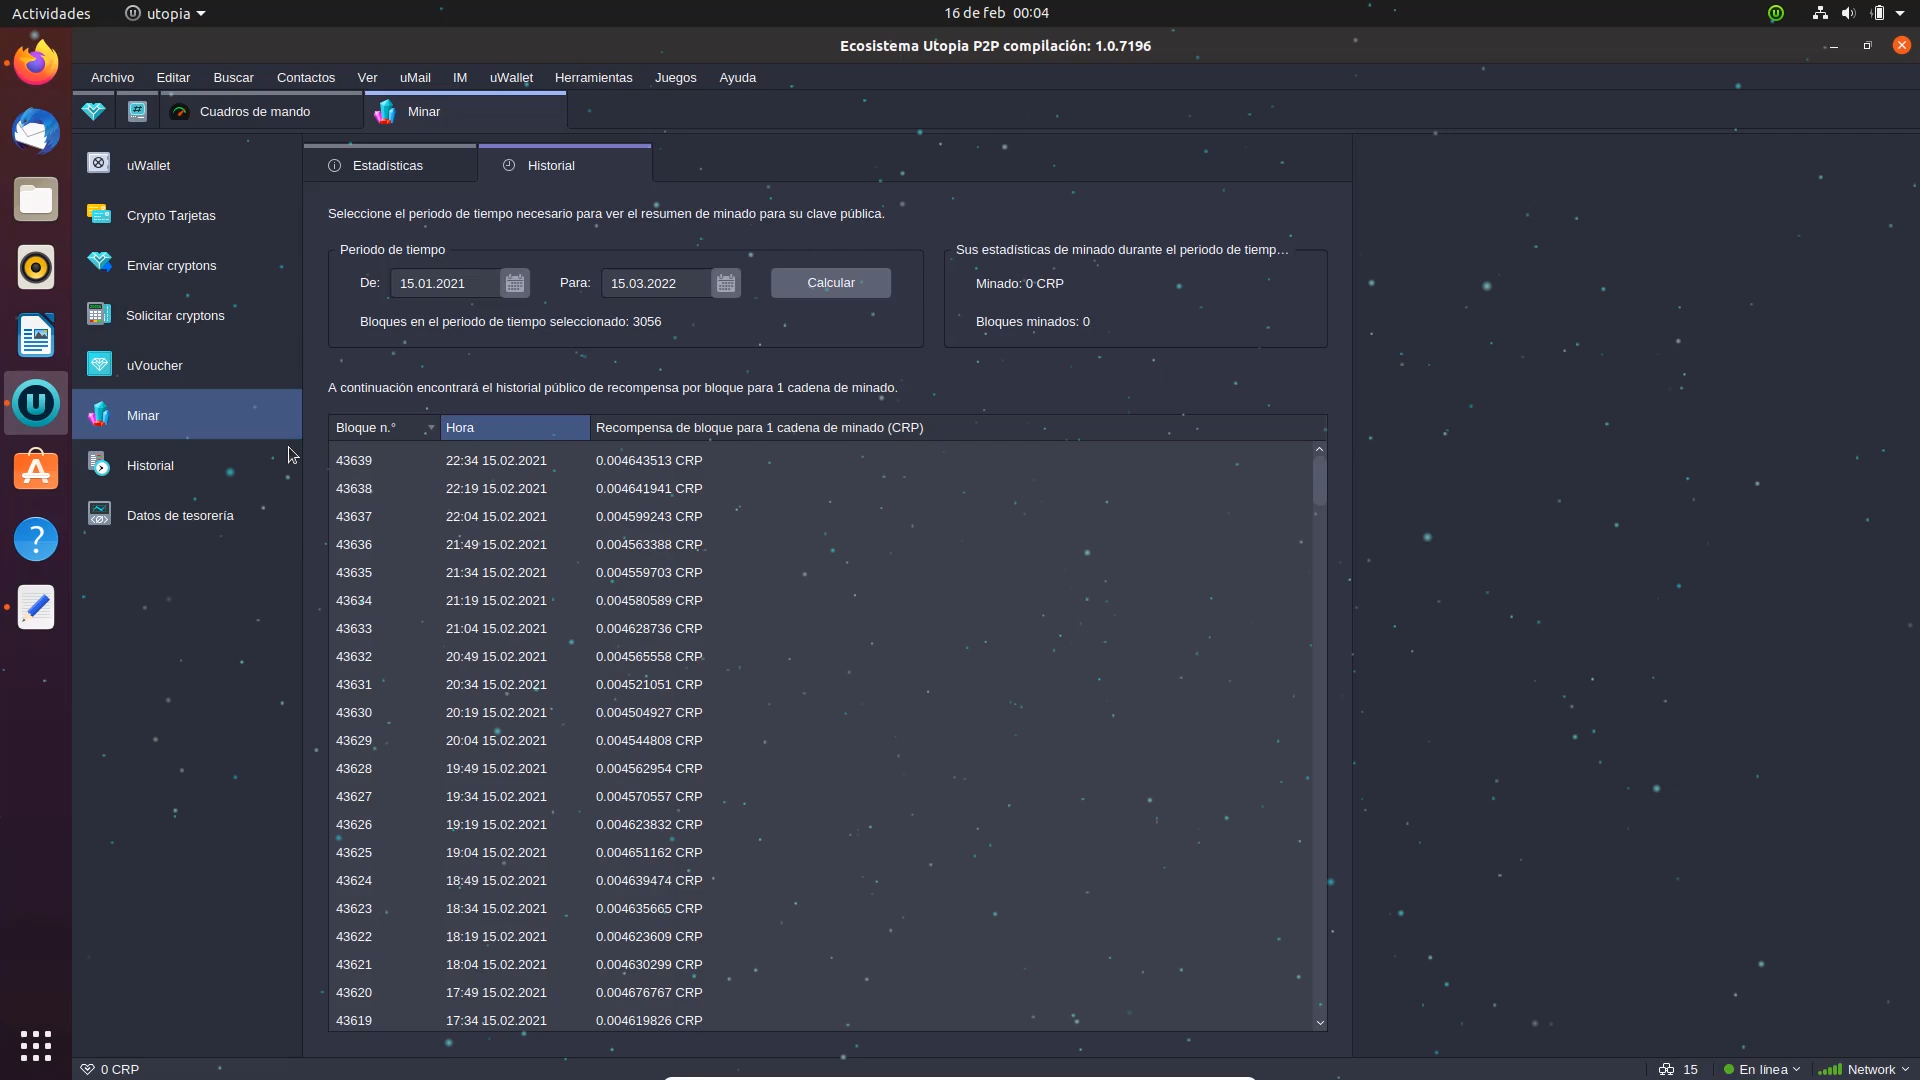 Actividades
utopia
16 de feb 00:04
Ecosistema Utopia P2P compilación: 1.0.7196
Archivo Editar Buscar Contactos Ver uMail IM uWallet Herramientas Juegos Ayuda
Cuadros de mando
Minar
uWallet
Crypto Tarjetas
Enviar cryptons
Solicitar cryptons
uVoucher
Minar
Historial
Datos de tesorería
Estadísticas
Historial
Seleccione el periodo de tiempo necesario para ver el resumen de minado para su clave pública.
Periodo de tiempo
De: 15.01.2021 Para: 15.03.2022 Calcular
Bloques en el periodo de tiempo seleccionado: 3056
Sus estadísticas de minado durante el periodo de tiemp...
Minado: 0 CRP
Bloques minados: 0
A continuación encontrará el historial público de recompensa por bloque para 1 cadena de minado.
Bloque n.° Hora Recompensa de bloque para 1 cadena de minado (CRP)
43639 22:34 15.02.2021 0.004643513 CRP
43638 22:19 15.02.2021 0.004641941 CRP
43637 22:04 15.02.2021 0.004599243 CRP
43636 21:49 15.02.2021 0.004563388 CRP
43635 21:34 15.02.2021 0.004559703 CRP
43634 21:19 15.02.2021 0.004580589 CRP
43633 21:04 15.02.2021 0.004628736 CRP
43632 20:49 15.02.2021 0.004565558 CRP
43631 20:34 15.02.2021 0.004521051 CRP
43630 20:19 15.02.2021 0.004504927 CRP
43629 20:04 15.02.2021 0.004544808 CRP
43628 19:49 15.02.2021 0.004562954 CRP
43627 19:34 15.02.2021 0.004570557 CRP
43626 19:19 15.02.2021 0.004623832 CRP
43625 19:04 15.02.2021 0.004651162 CRP
43624 18:49 15.02.2021 0.004639474 CRP
43623 18:34 15.02.2021 0.004635665 CRP
43622 18:19 15.02.2021 0.004623609 CRP
43621 18:04 15.02.2021 0.004630299 CRP
43620 17:49 15.02.2021 0.004676767 CRP
43619 17:34 15.02.2021 0.004619826 CRP
0 CRP
15 En línea Network